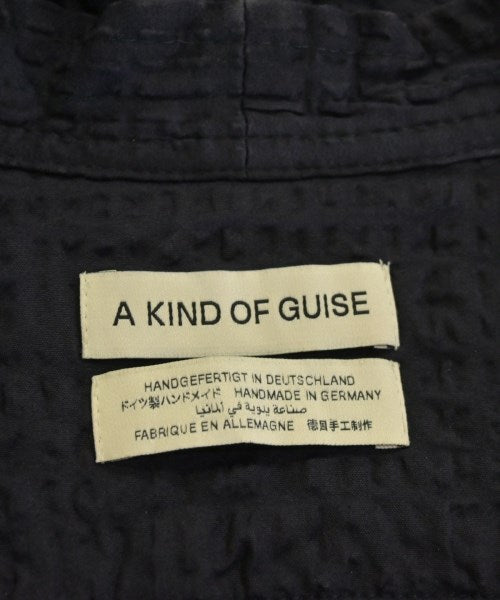 A KIND OF GUISE
HANDGEFERTIGT IN DEUTSCHLAND
ドイツ製ハンドメイド HANDMADE IN GERMANY
صناعة يدوية في ألمانيا
FABRIQUE EN ALLEMAGNE 德国手工制作